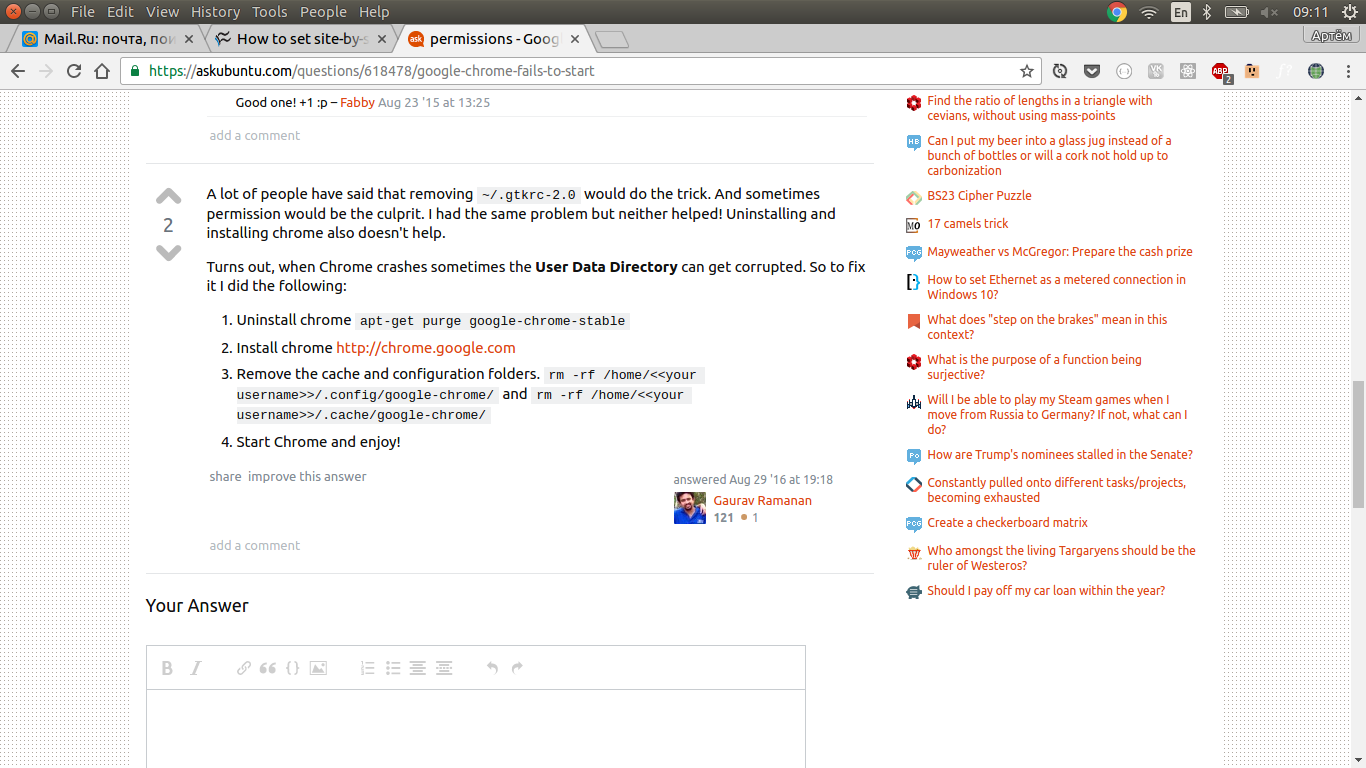 File Edit View History Tools People Help
En
09:11
Mail.Ru: почта, пои
How to set site-by-s
permissions - Goog
Артём
https://askubuntu.com/questions/618478/google-chrome-fails-to-start
2
Good one! +1 :p – Fabby Aug 23 '15 at 13:25
add a comment
2
A lot of people have said that removing ~/.gtkrc-2.0 would do the trick. And sometimes
permission would be the culprit. I had the same problem but neither helped! Uninstalling and
installing chrome also doesn't help.
Turns out, when Chrome crashes sometimes the User Data Directory can get corrupted. So to fix
it I did the following:
1. Uninstall chrome apt-get purge google-chrome-stable
2. Install chrome http://chrome.google.com
3. Remove the cache and configuration folders. rm -rf /home/<<your
username>>/.config/google-chrome/ and rm -rf /home/<<your
username>>/.cache/google-chrome/
4. Start Chrome and enjoy!
share improve this answer
answered Aug 29 '16 at 19:18
Gaurav Ramanan
121 1
add a comment
Your Answer
B I
Find the ratio of lengths in a triangle with
cevians, without using mass-points
Can I put my beer into a glass jug instead of a
bunch of bottles or will a cork not hold up to
carbonization
BS23 Cipher Puzzle
17 camels trick
Mayweather vs McGregor: Prepare the cash prize
How to set Ethernet as a metered connection in
Windows 10?
What does "step on the brakes" mean in this
context?
What is the purpose of a function being
surjective?
Will I be able to play my Steam games when I
move from Russia to Germany? If not, what can I
do?
How are Trump's nominees stalled in the Senate?
Constantly pulled onto different tasks/projects,
becoming exhausted
Create a checkerboard matrix
Who amongst the living Targaryens should be the
ruler of Westeros?
Should I pay off my car loan within the year?